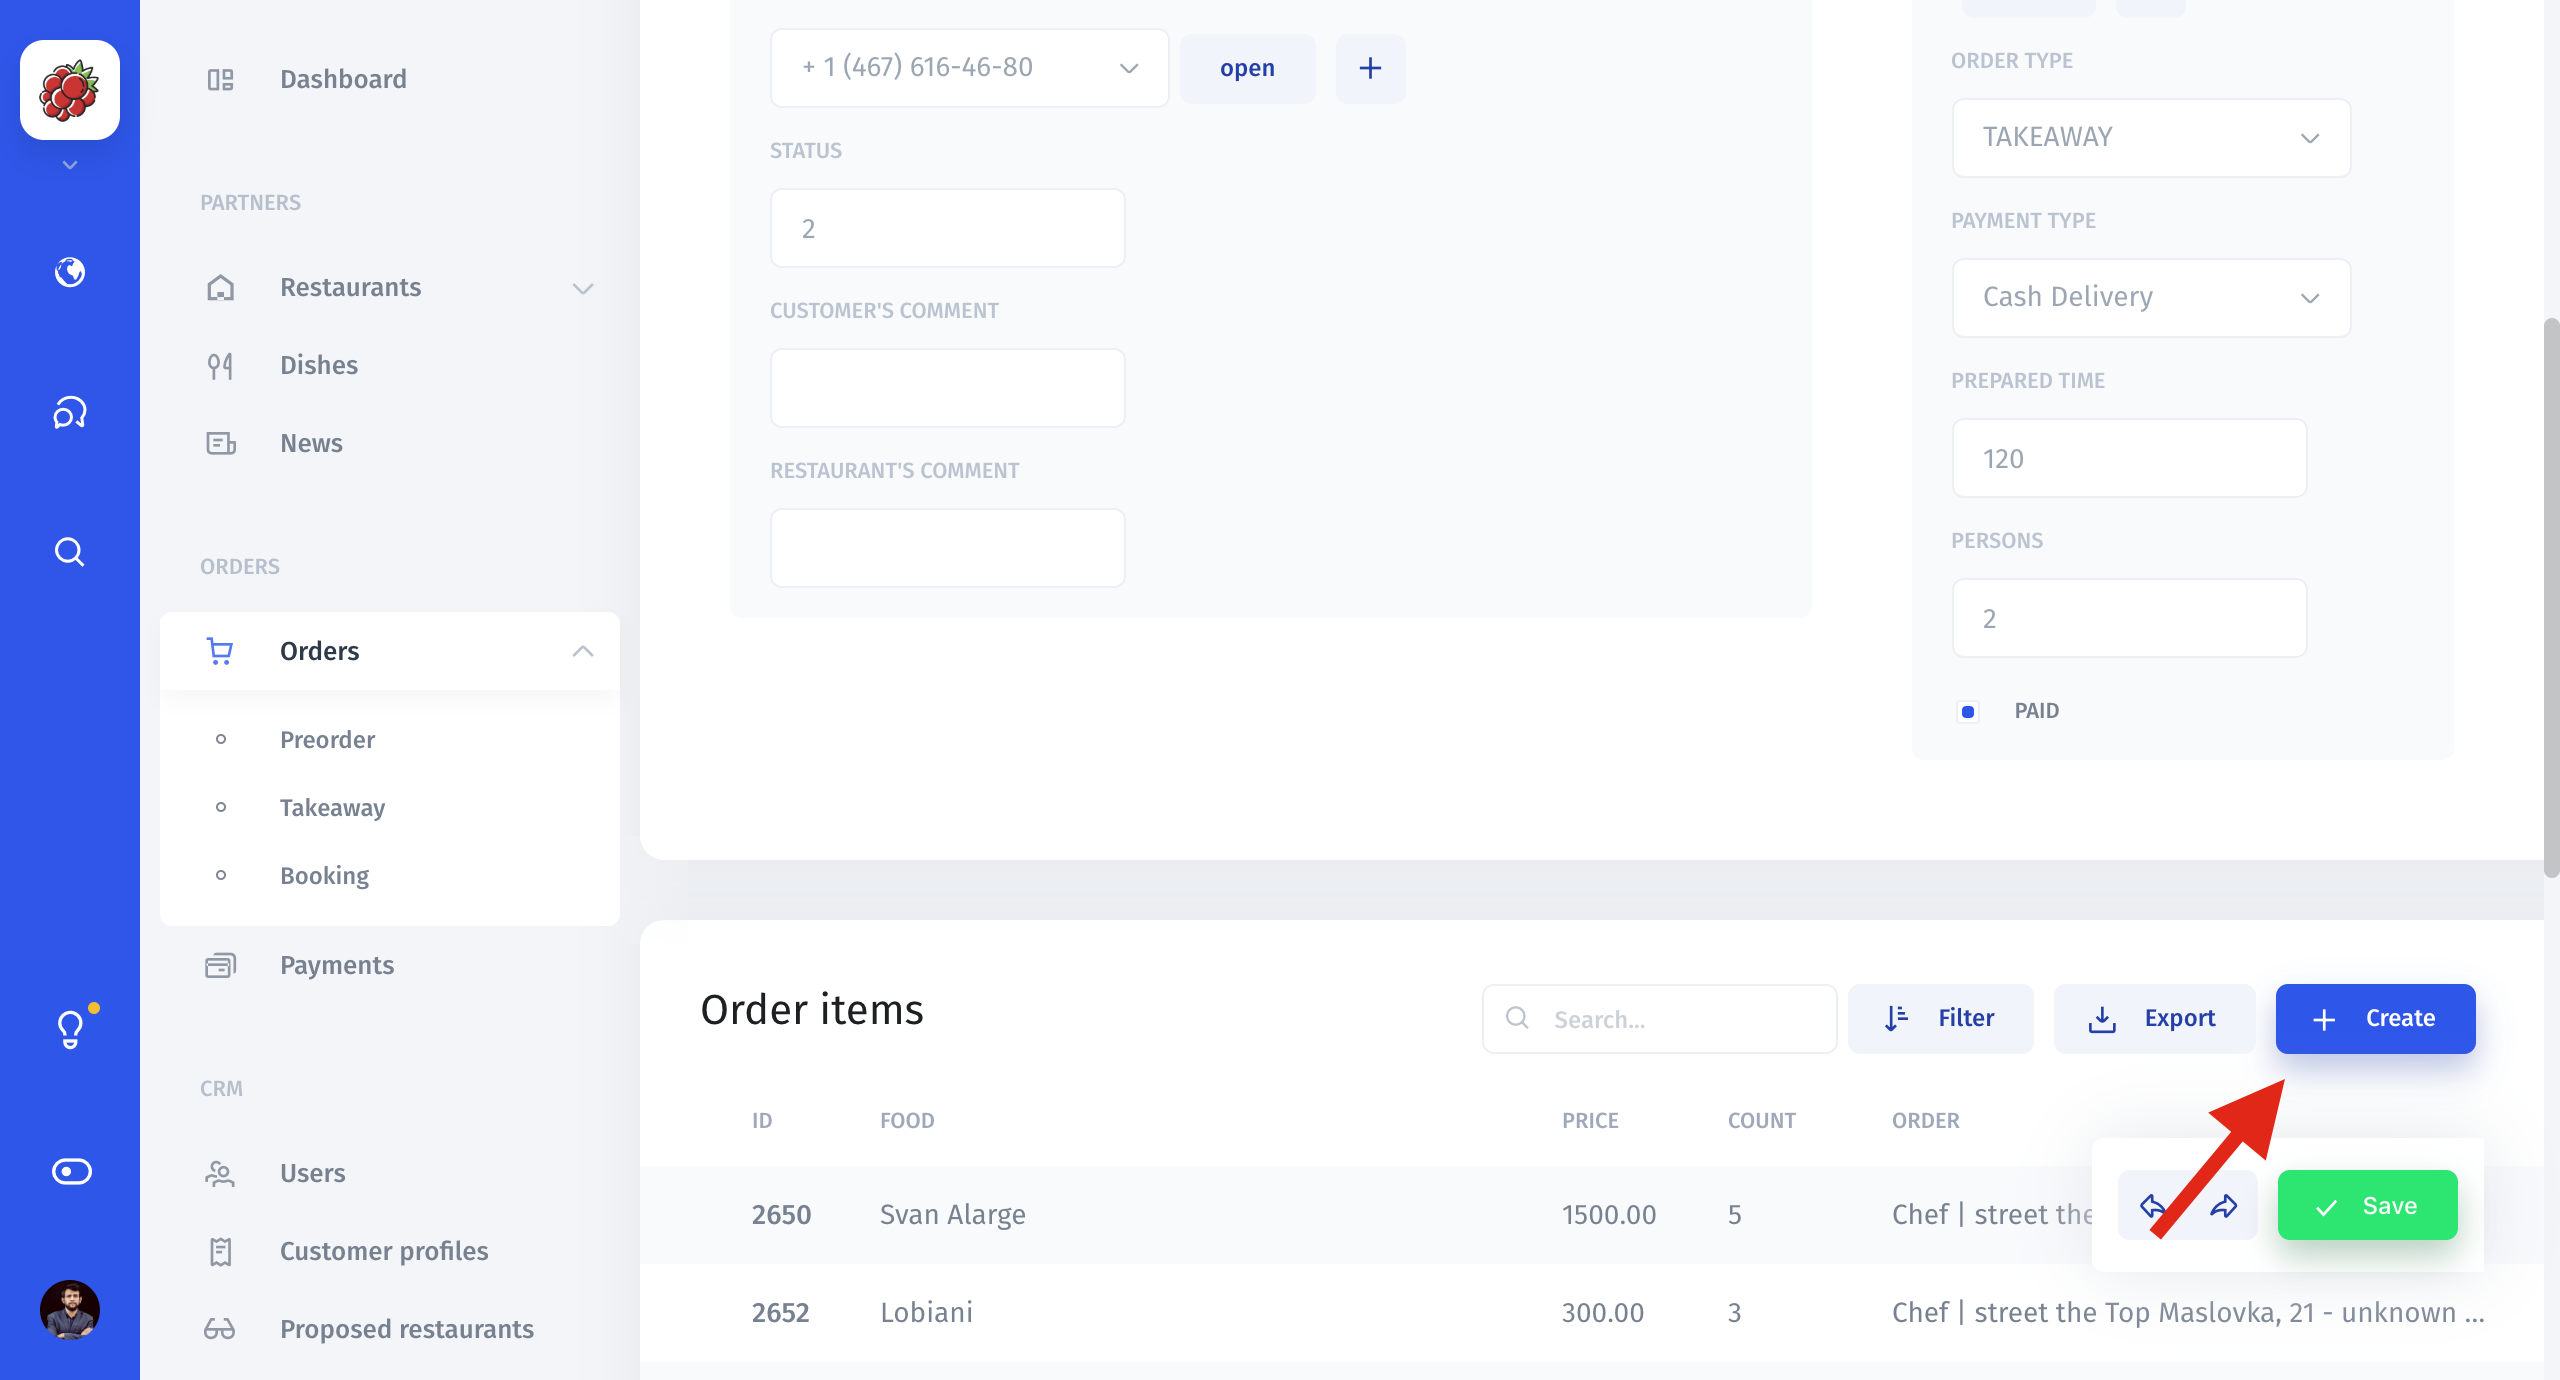 Dashboard
PARTNERS
Restaurants
Dishes
News
ORDERS
Orders
Preorder
Takeaway
Booking
Payments
CRM
Users
Customer profiles
Proposed restaurants
+ 1 (467) 616-46-80
open
STATUS
2
CUSTOMER'S COMMENT
RESTAURANT'S COMMENT
ORDER TYPE
TAKEAWAY
PAYMENT TYPE
Cash Delivery
PREPARED TIME
120
PERSONS
2
PAID
Order items
Search...
Filter
Export
Create
ID FOOD PRICE COUNT ORDER
2650 Svan Alarge 1500.00 5 Chef | street the
Save
2652 Lobiani 300.00 3 Chef | street the Top Maslovka, 21 - unknown ...